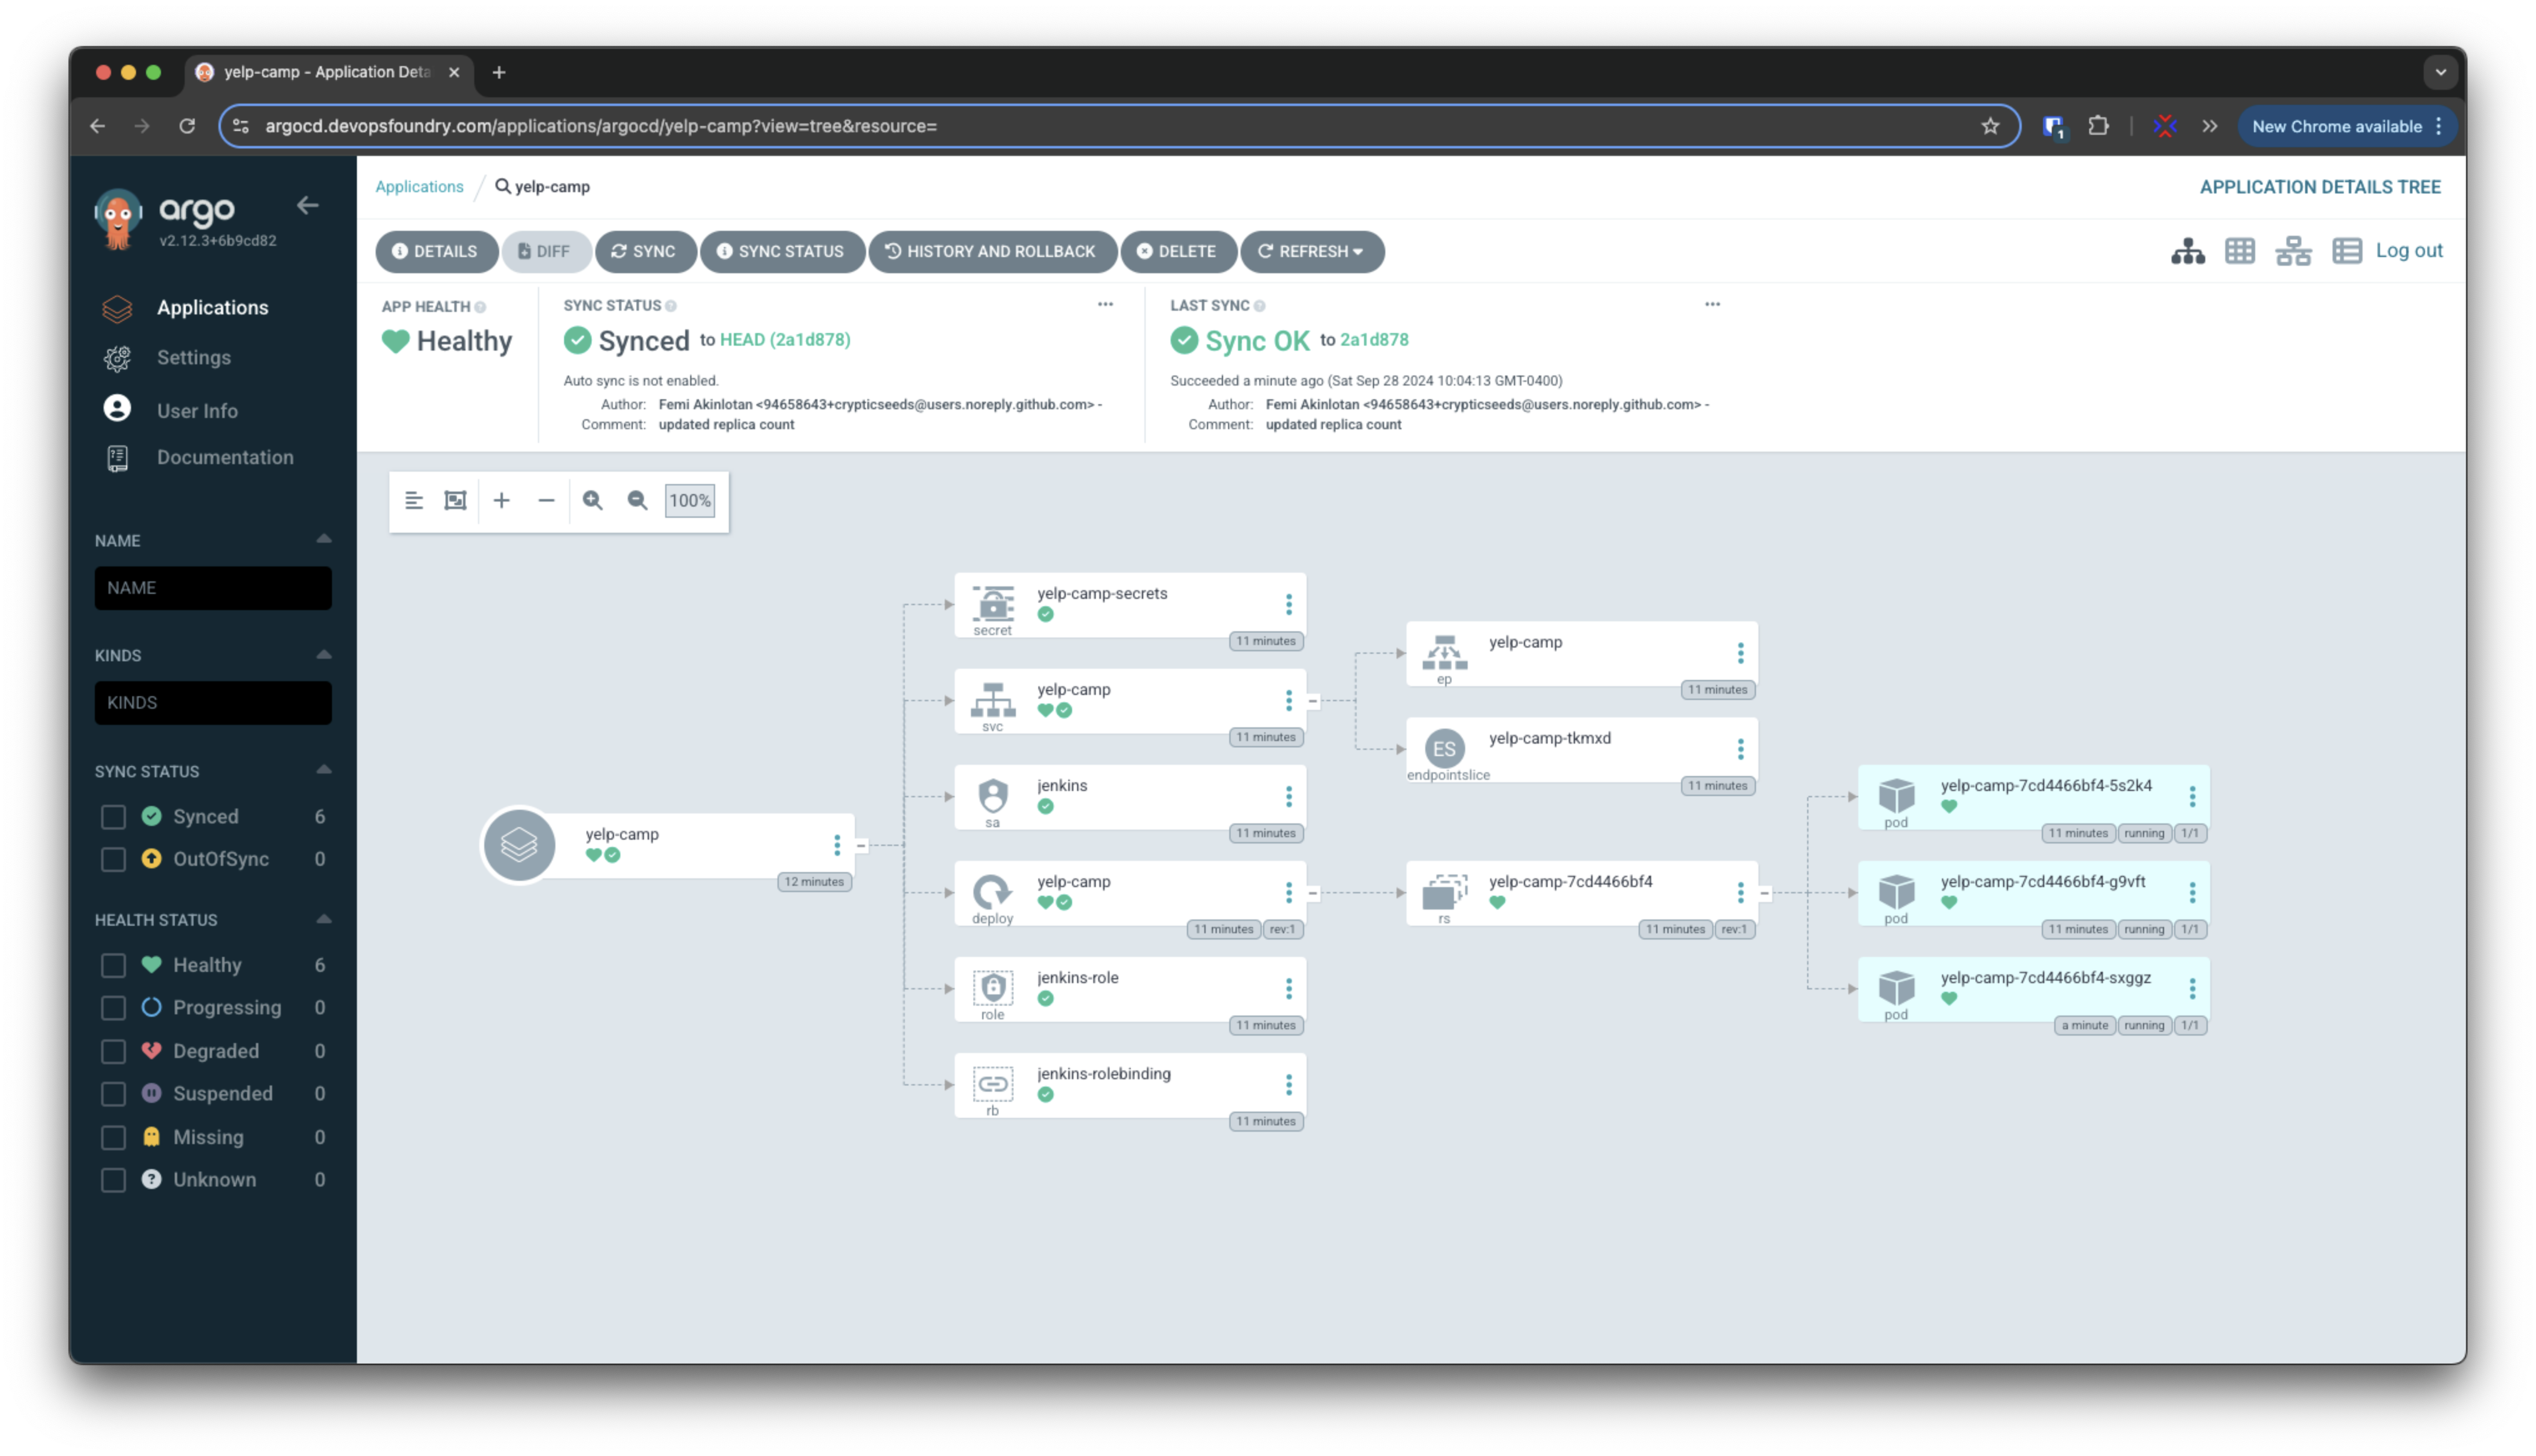 yelp-camp - Application Deta
argocd.devopsfoundry.com/applications/argocd/yelp-camp?view=tree&resource=
1
New Chrome available
argo
v2.12.3+6b9cd82
Applications
Settings
User Info
Documentation
NAME
NAME
KINDS
KINDS
SYNC STATUS
Synced 6
OutOfSync 0
HEALTH STATUS
Healthy 6
Progressing 0
Degraded 0
Suspended 0
Missing 0
Unknown 0
Applications / yelp-camp
APPLICATION DETAILS TREE
DETAILS DIFF SYNC SYNC STATUS HISTORY AND ROLLBACK DELETE REFRESH
Log out
APP HEALTH
Healthy
SYNC STATUS
Synced to HEAD (2a1d878)
Auto sync is not enabled.
Author: Femi Akinlotan <94658643+crypticseeds@users.noreply.github.com> -
Comment: updated replica count
LAST SYNC
Sync OK to 2a1d878
Succeeded a minute ago (Sat Sep 28 2024 10:04:13 GMT-0400)
Author: Femi Akinlotan <94658643+crypticseeds@users.noreply.github.com> -
Comment: updated replica count
100%
yelp-camp
12 minutes
yelp-camp-secrets
secret
11 minutes
yelp-camp
svc
11 minutes
jenkins
sa
11 minutes
yelp-camp
deploy
11 minutes rev:1
jenkins-role
role
11 minutes
jenkins-rolebinding
rb
11 minutes
yelp-camp
ep
11 minutes
ES
yelp-camp-tkmxd
endpointslice
11 minutes
yelp-camp-7cd4466bf4
rs
11 minutes rev:1
yelp-camp-7cd4466bf4-5s2k4
pod
11 minutes running 1/1
yelp-camp-7cd4466bf4-g9vft
pod
11 minutes running 1/1
yelp-camp-7cd4466bf4-sxggz
pod
a minute running 1/1